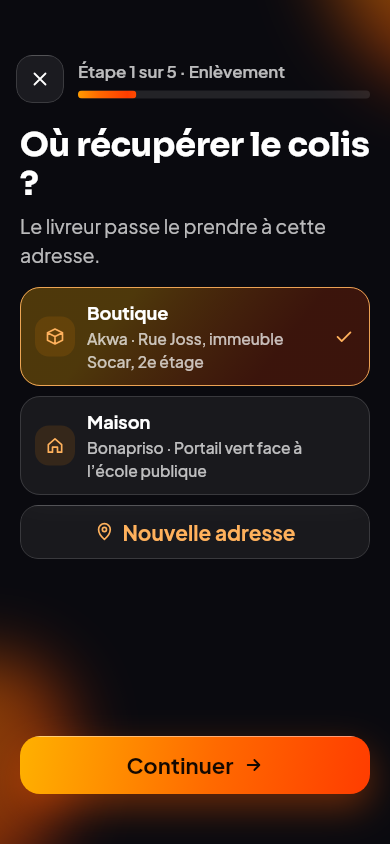 Étape 1 sur 5 · Enlèvement
Où récupérer le colis
?
Le livreur passe le prendre à cette
adresse.
Boutique
Akwa · Rue Joss, immeuble
Socar, 2e étage
Maison
Bonapriso · Portail vert face à
l'école publique
Nouvelle adresse
Continuer →